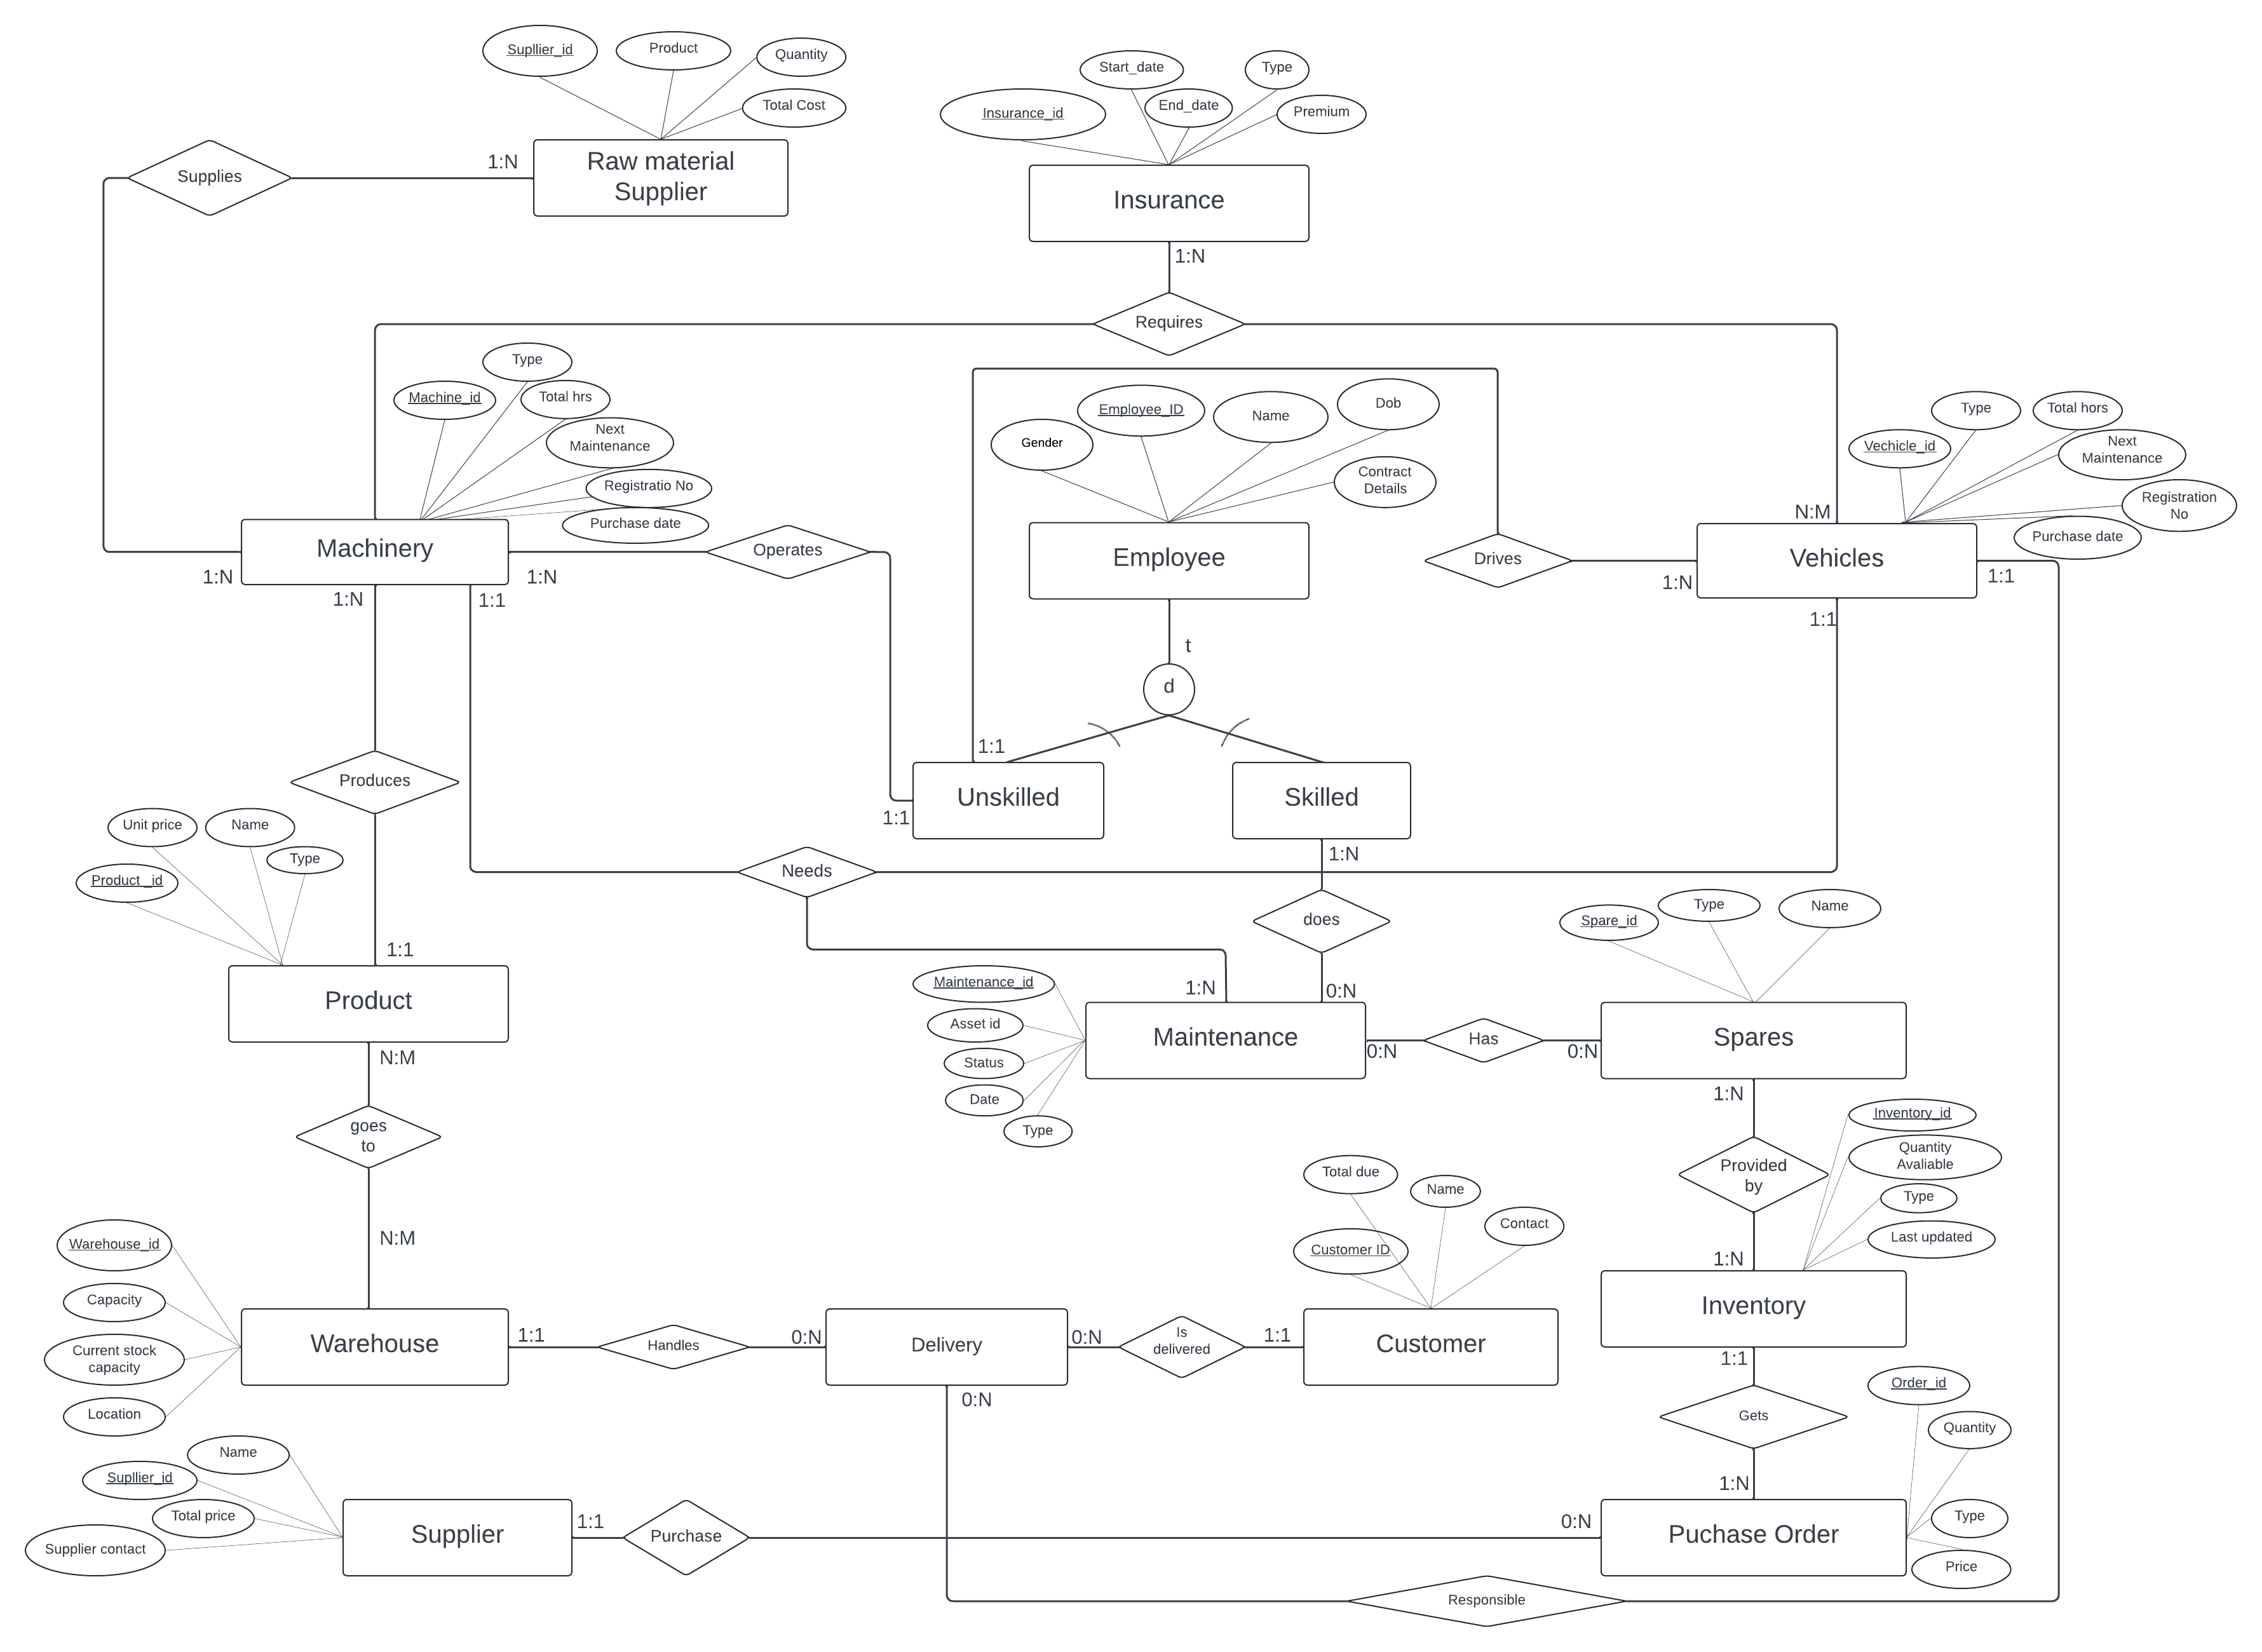 Supllier_id
Product
Quantity
Total Cost
Raw material
Supplier
Supplies
1:N
Start_date
Type
Insurance_id
End_date
Premium
Insurance
1:N
Requires
Type
Machine_id
Total hrs
Next
Maintenance
Registratio No
Purchase date
Machinery
1:N
1:N
1:N
1:1
Operates
Gender
Employee_ID
Name
Dob
Contract
Details
Employee
t
d
Drives
Type
Total hors
Vechicle_id
Next
Maintenance
Registration
No
Purchase date
N:M
Vehicles
1:N
1:1
1:1
1:1
Unskilled
1:1
Skilled
1:N
Produces
Unit price
Name
Type
Product _id
1:1
Product
N:M
Needs
does
Maintenance_id
Asset id
Status
Date
Type
1:N
0:N
Maintenance
0:N
Has
0:N
Spare_id
Type
Name
Spares
1:N
goes
to
N:M
Provided
by
Inventory_id
Quantity
Avaliable
Type
Last updated
1:N
Inventory
1:1
Warehouse_id
Capacity
Current stock
capacity
Location
Warehouse
1:1
Handles
0:N
Delivery
0:N
0:N
Is
delivered
1:1
Total due
Name
Contact
Customer ID
Customer
Gets
Order_id
Quantity
Type
Price
1:N
Puchase Order
0:N
Name
Supllier_id
Total price
Supplier contact
Supplier
1:1
Purchase
Responsible